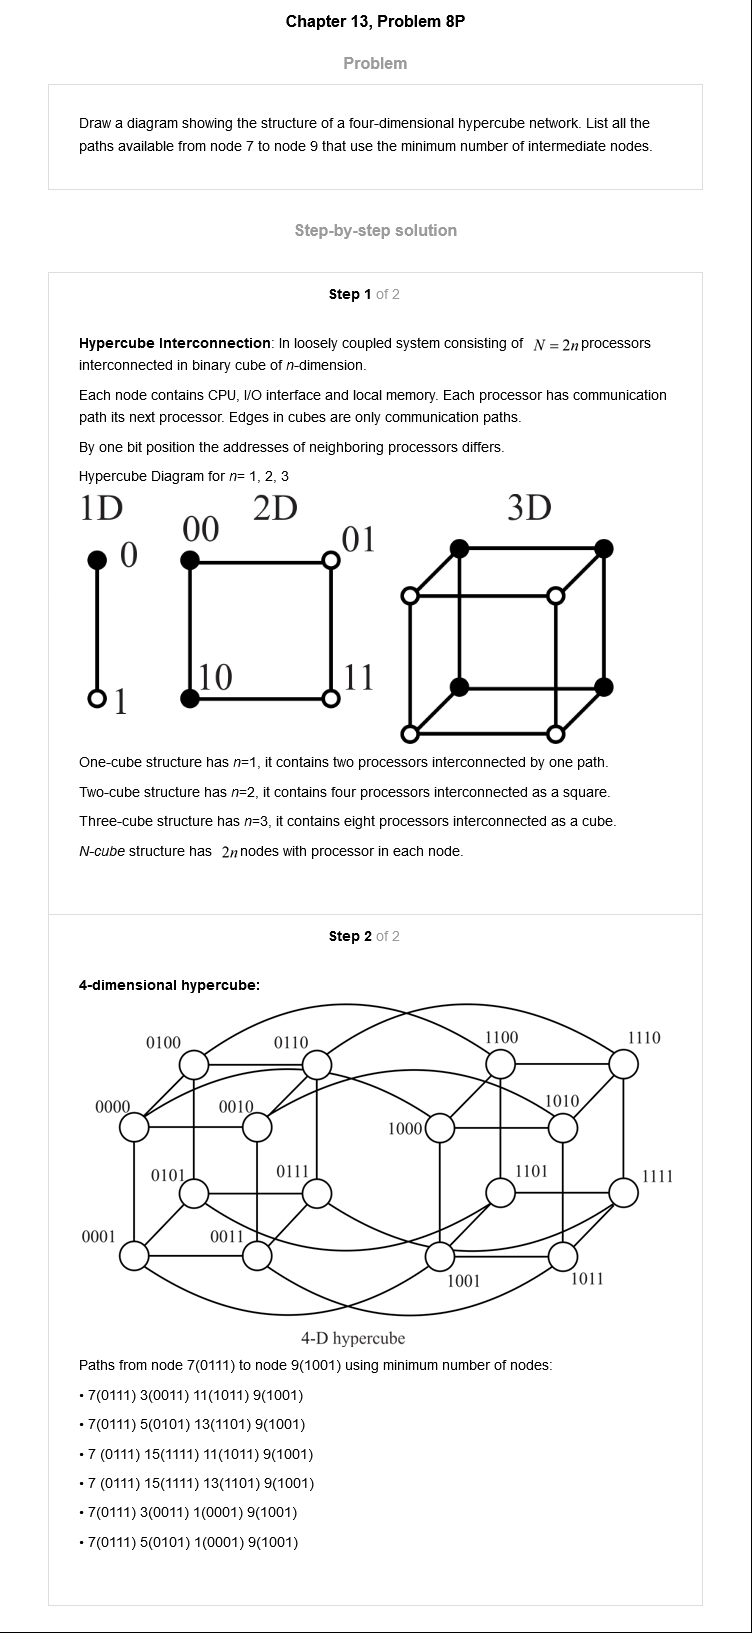 Chapter 13, Problem 8P
Problem
Draw a diagram showing the structure of a four-dimensional hypercube network. List all the
paths available from node 7 to node 9 that use the minimum number of intermediate nodes.
Step-by-step solution
Step 1 of 2
Hypercube Interconnection: In loosely coupled system consisting of N = 2n processors
interconnected in binary cube of n-dimension.
Each node contains CPU, I/O interface and local memory. Each processor has communication
path its next processor. Edges in cubes are only communication paths.
By one bit position the addresses of neighboring processors differs.
Hypercube Diagram for n= 1, 2, 3
1D 2D 3D
00 01
0
10 11
1
One-cube structure has n=1, it contains two processors interconnected by one path.
Two-cube structure has n=2, it contains four processors interconnected as a square.
Three-cube structure has n=3, it contains eight processors interconnected as a cube.
N-cube structure has 2n nodes with processor in each node.
Step 2 of 2
4-dimensional hypercube:
0100 0110 1100 1110
0000 0010 1000 1010
0101 0111 1101 1111
0001 0011 1001 1011
4-D hypercube
Paths from node 7(0111) to node 9(1001) using minimum number of nodes:
• 7(0111) 3(0011) 11(1011) 9(1001)
• 7(0111) 5(0101) 13(1101) 9(1001)
• 7 (0111) 15(1111) 11(1011) 9(1001)
• 7 (0111) 15(1111) 13(1101) 9(1001)
• 7(0111) 3(0011) 1(0001) 9(1001)
• 7(0111) 5(0101) 1(0001) 9(1001)